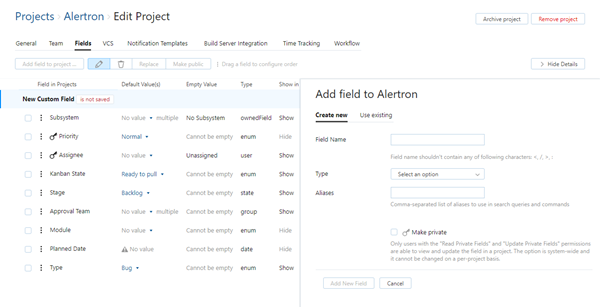 Projects › Alertron › Edit Project
Archive project
Remove project
General Team Fields VCS Notification Templates Build Server Integration Time Tracking Workflow
Add field to project... Replace Make public Drag a field to configure order
> Hide Details
Field in Projects Default Value(s) Empty Value Type Show in
New Custom Field is not saved
Subsystem No value multiple No Subsystem ownedField Show
Priority Normal Cannot be empty enum Hide
Assignee No value Unassigned user Show
Kanban State Ready to pull Cannot be empty enum Show
Stage Backlog Cannot be empty state Show
Approval Team No value multiple Cannot be empty group Show
Module No value Cannot be empty enum Hide
Planned Date No value Cannot be empty date Hide
Type Bug Cannot be empty enum Show
Add field to Alertron
Create new Use existing
Field Name
Field name shouldn't contain any of following characters: <, /, >, :
Type Select an option
Aliases
Comma-separated list of aliases to use in search queries and commands
Make private
Only users with the "Read Private Fields" and "Update Private Fields" permissions
are able to view and update the field in a project. The option is system-wide and
it cannot be changed on a per-project basis.
Add New Field Cancel